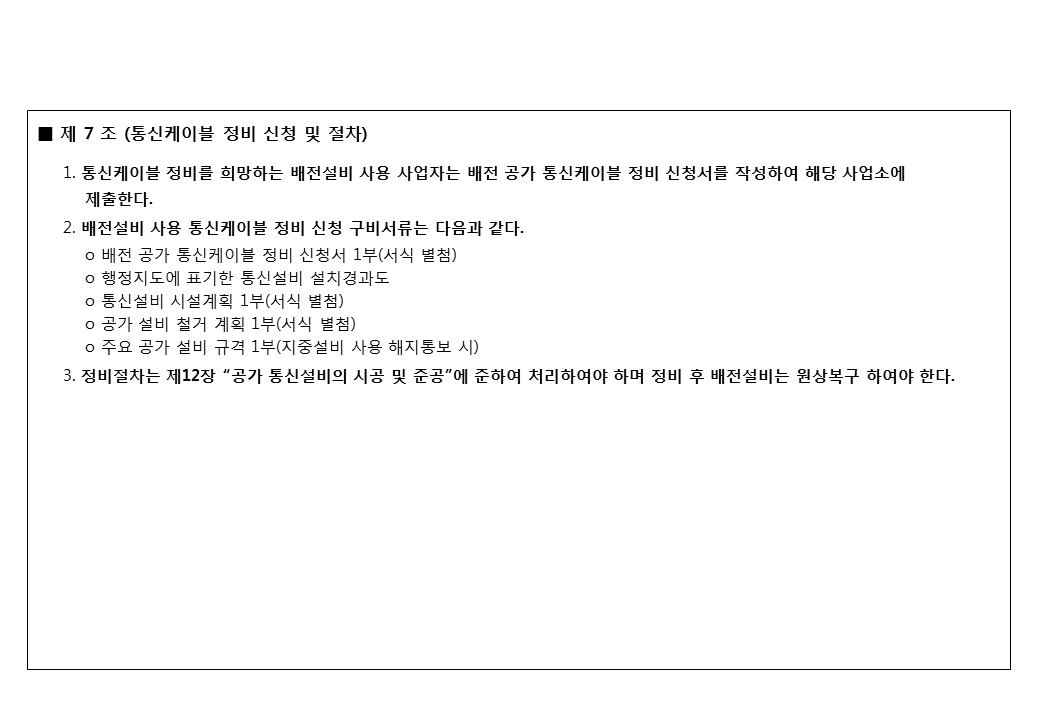 ■ 제 7 조 (통신케이블 정비 신청 및 절차)
1. 통신케이블 정비를 희망하는 배전설비 사용 사업자는 배전 공가 통신케이블 정비 신청서를 작성하여 해당 사업소에
제출한다.
2. 배전설비 사용 통신케이블 정비 신청 구비서류는 다음과 같다.
ο 배전 공가 통신케이블 정비 신청서 1부(서식 별첨)
ο 행정지도에 표기한 통신설비 설치경과도
ο 통신설비 시설계획 1부(서식 별첨)
ο 공가 설비 철거 계획 1부(서식 별첨)
ο 주요 공가 설비 규격 1부(지중설비 사용 해지통보 시)
3. 정비절차는 제12장 “공가 통신설비의 시공 및 준공”에 준하여 처리하여야 하며 정비 후 배전설비는 원상복구 하여야 한다.